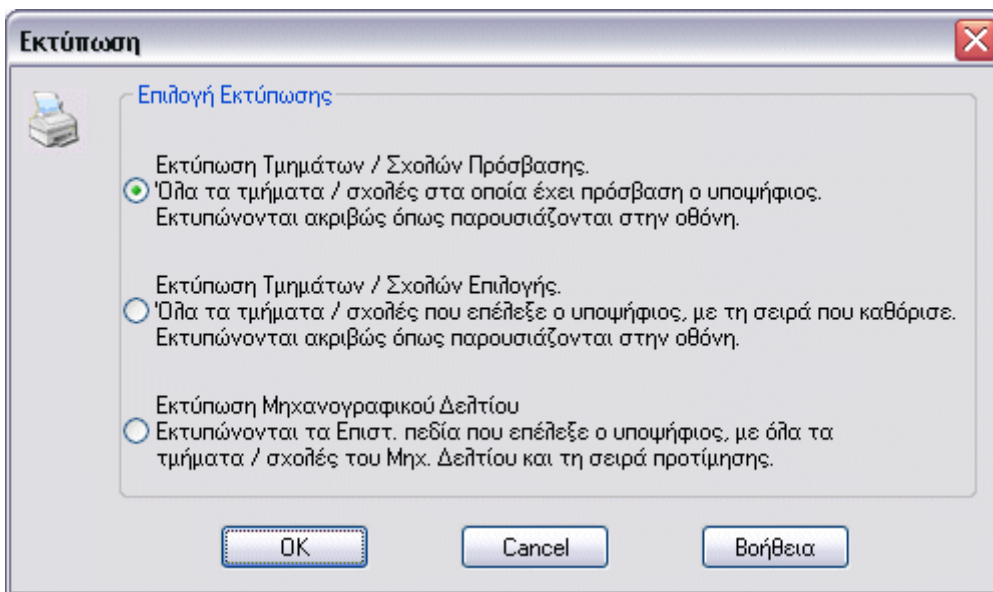 Εκτύπωση
Επιλογή Εκτύπωσης
Εκτύπωση Τμημάτων / Σχολών Πρόσβασης.
Όλα τα τμήματα / σχολές στα οποία έχει πρόσβαση ο υποψήφιος.
Εκτυπώνονται ακριβώς όπως παρουσιάζονται στην οθόνη.
Εκτύπωση Τμημάτων / Σχολών Επιλογής.
Όλα τα τμήματα / σχολές που επέλεξε ο υποψήφιος, με τη σειρά που καθόρισε.
Εκτυπώνονται ακριβώς όπως παρουσιάζονται στην οθόνη.
Εκτύπωση Μηχανογραφικού Δελτίου
Εκτυπώνονται τα Επιστ. πεδία που επέλεξε ο υποψήφιος, με όλα τα
τμήματα / σχολές του Μηχ. Δελτίου και τη σειρά προτίμησης.
OK
Cancel
Βοήθεια